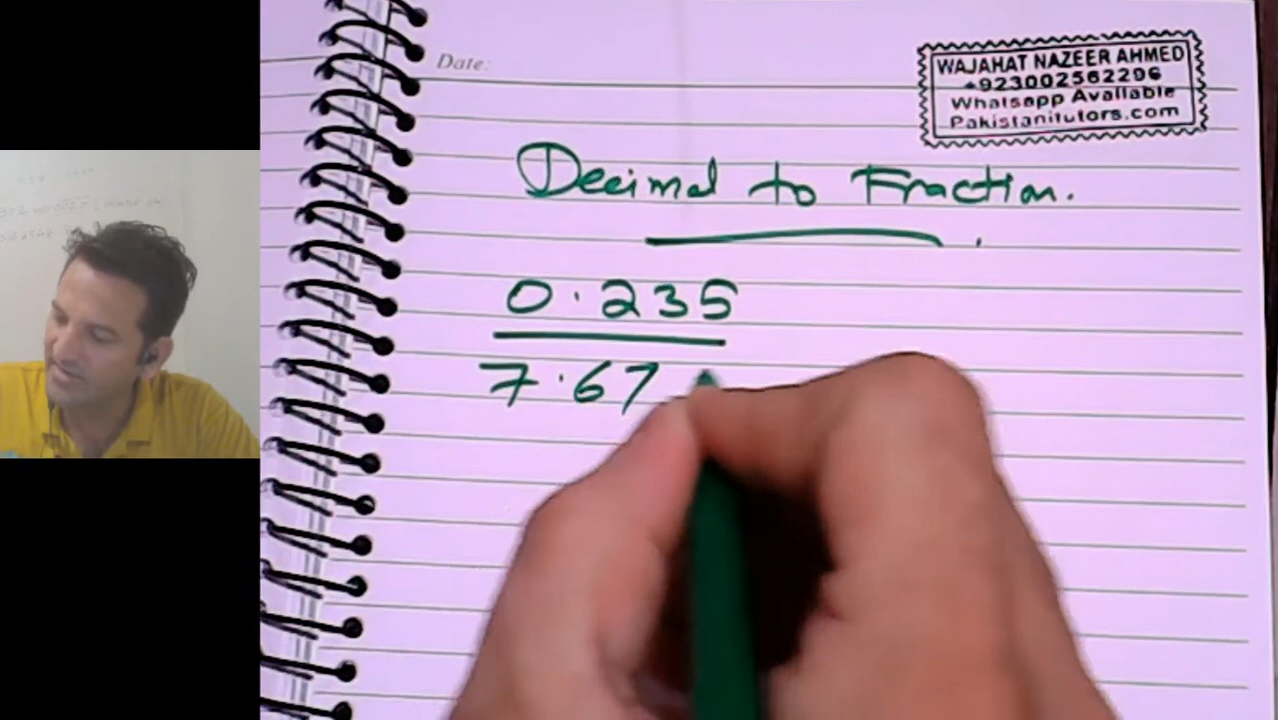 Date:
WAJAHAT NAZEER AHMED
+923002562296
Whatsapp Available
Pakistanitutors.com
Decimal to Fraction.
0.235
7.67